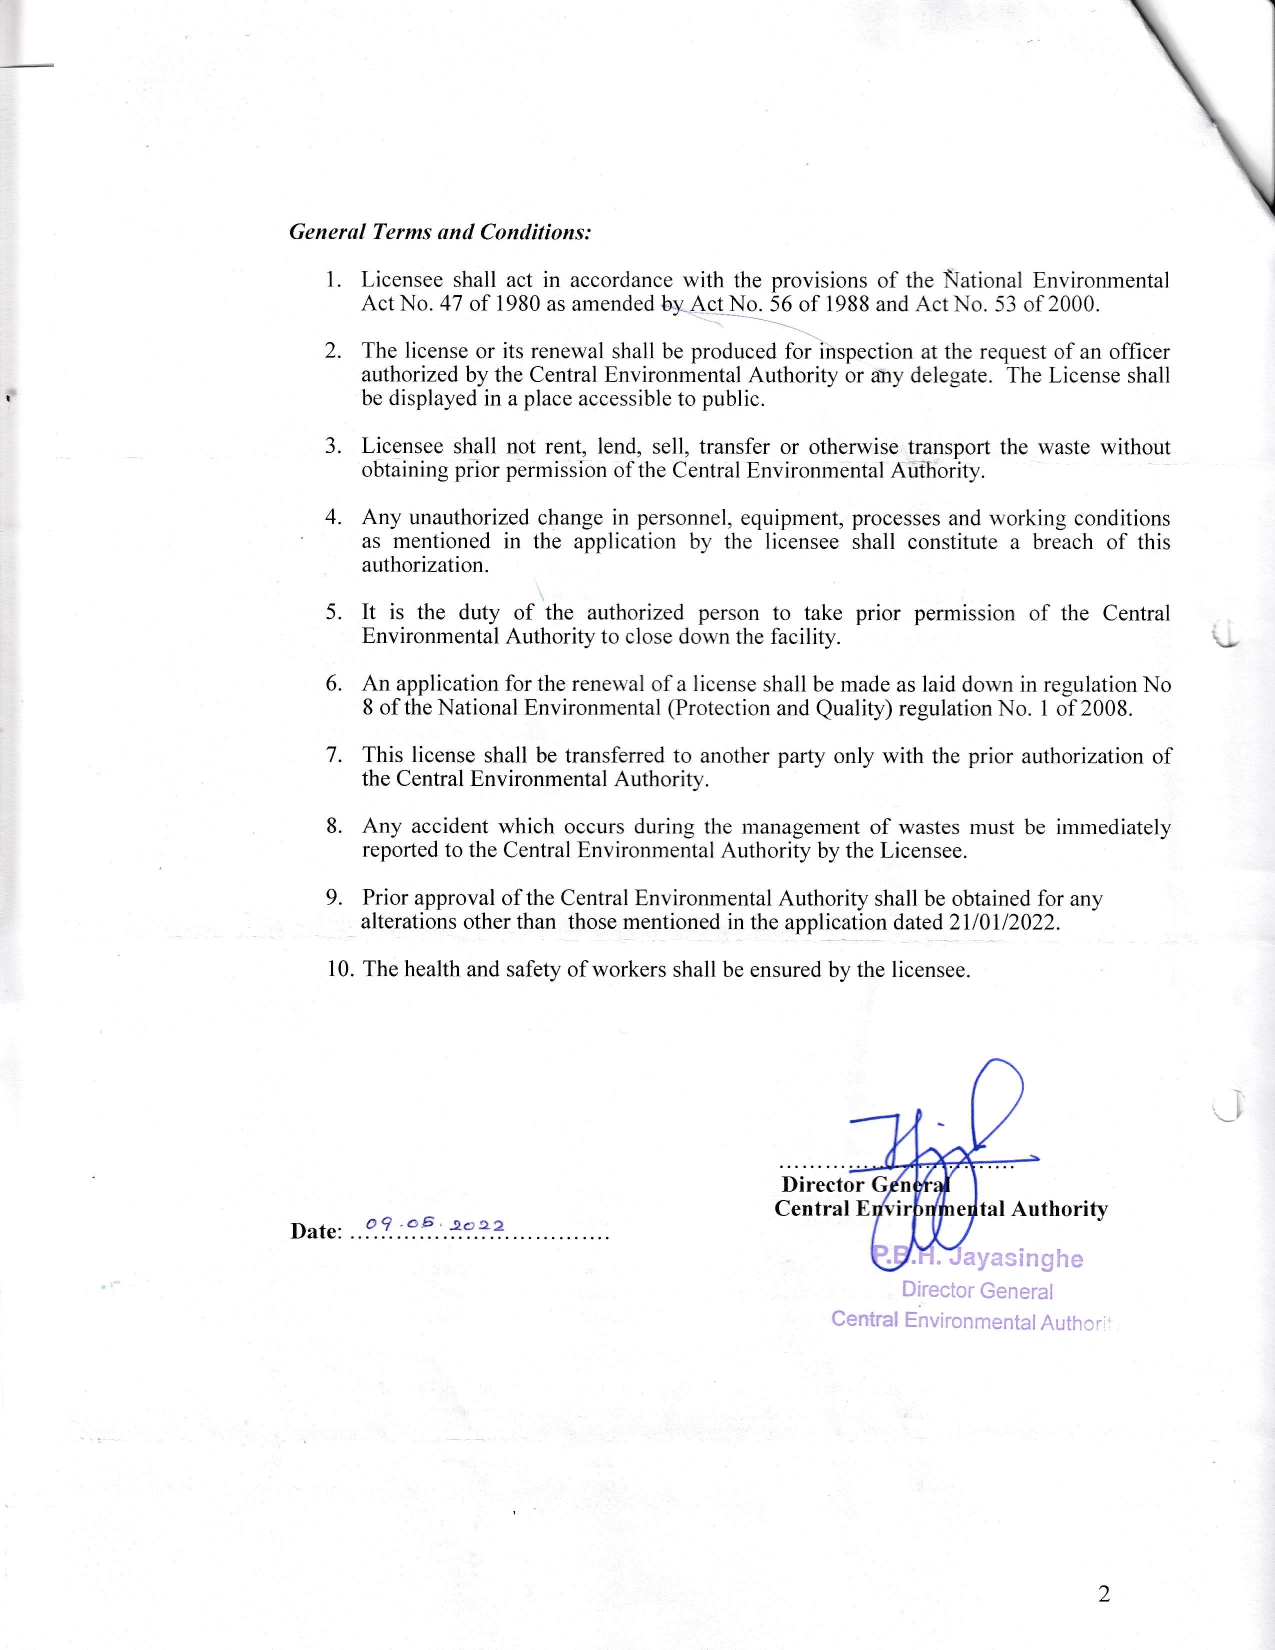 General Terms and Conditions:
1. Licensee shall act in accordance with the provisions of the National Environmental
Act No. 47 of 1980 as amended by Act No. 56 of 1988 and Act No. 53 of 2000.
2. The license or its renewal shall be produced for inspection at the request of an officer
authorized by the Central Environmental Authority or any delegate. The License shall
be displayed in a place accessible to public.
3. Licensee shall not rent, lend, sell, transfer or otherwise transport the waste without
obtaining prior permission of the Central Environmental Authority.
4. Any unauthorized change in personnel, equipment, processes and working conditions
as mentioned in the application by the licensee shall constitute a breach of this
authorization.
5. It is the duty of the authorized person to take prior permission of the Central
Environmental Authority to close down the facility.
6. An application for the renewal of a license shall be made as laid down in regulation No
8 of the National Environmental (Protection and Quality) regulation No. 1 of 2008.
7. This license shall be transferred to another party only with the prior authorization of
the Central Environmental Authority.
8. Any accident which occurs during the management of wastes must be immediately
reported to the Central Environmental Authority by the Licensee.
9. Prior approval of the Central Environmental Authority shall be obtained for any
alterations other than those mentioned in the application dated 21/01/2022.
10. The health and safety of workers shall be ensured by the licensee.
Director General
Central Environmental Authority
Date: 09.05.2022
P.B.H. Jayasinghe
Director General
Central Environmental Authorit
2